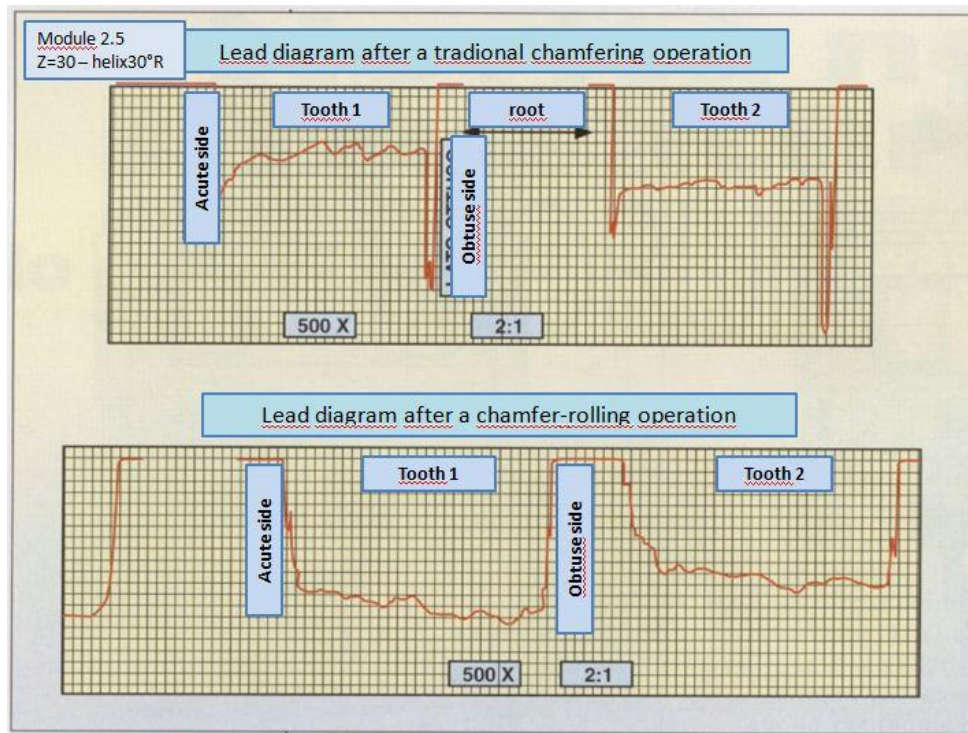 Module 2.5
Z=30 – helix30°R
Lead diagram after a tradional chamfering operation
Tooth 1
root
Tooth 2
Acute side
Obtuse side
500 X
2:1
Lead diagram after a chamfer-rolling operation
Tooth 1
Tooth 2
Acute side
Obtuse side
500 X
2:1